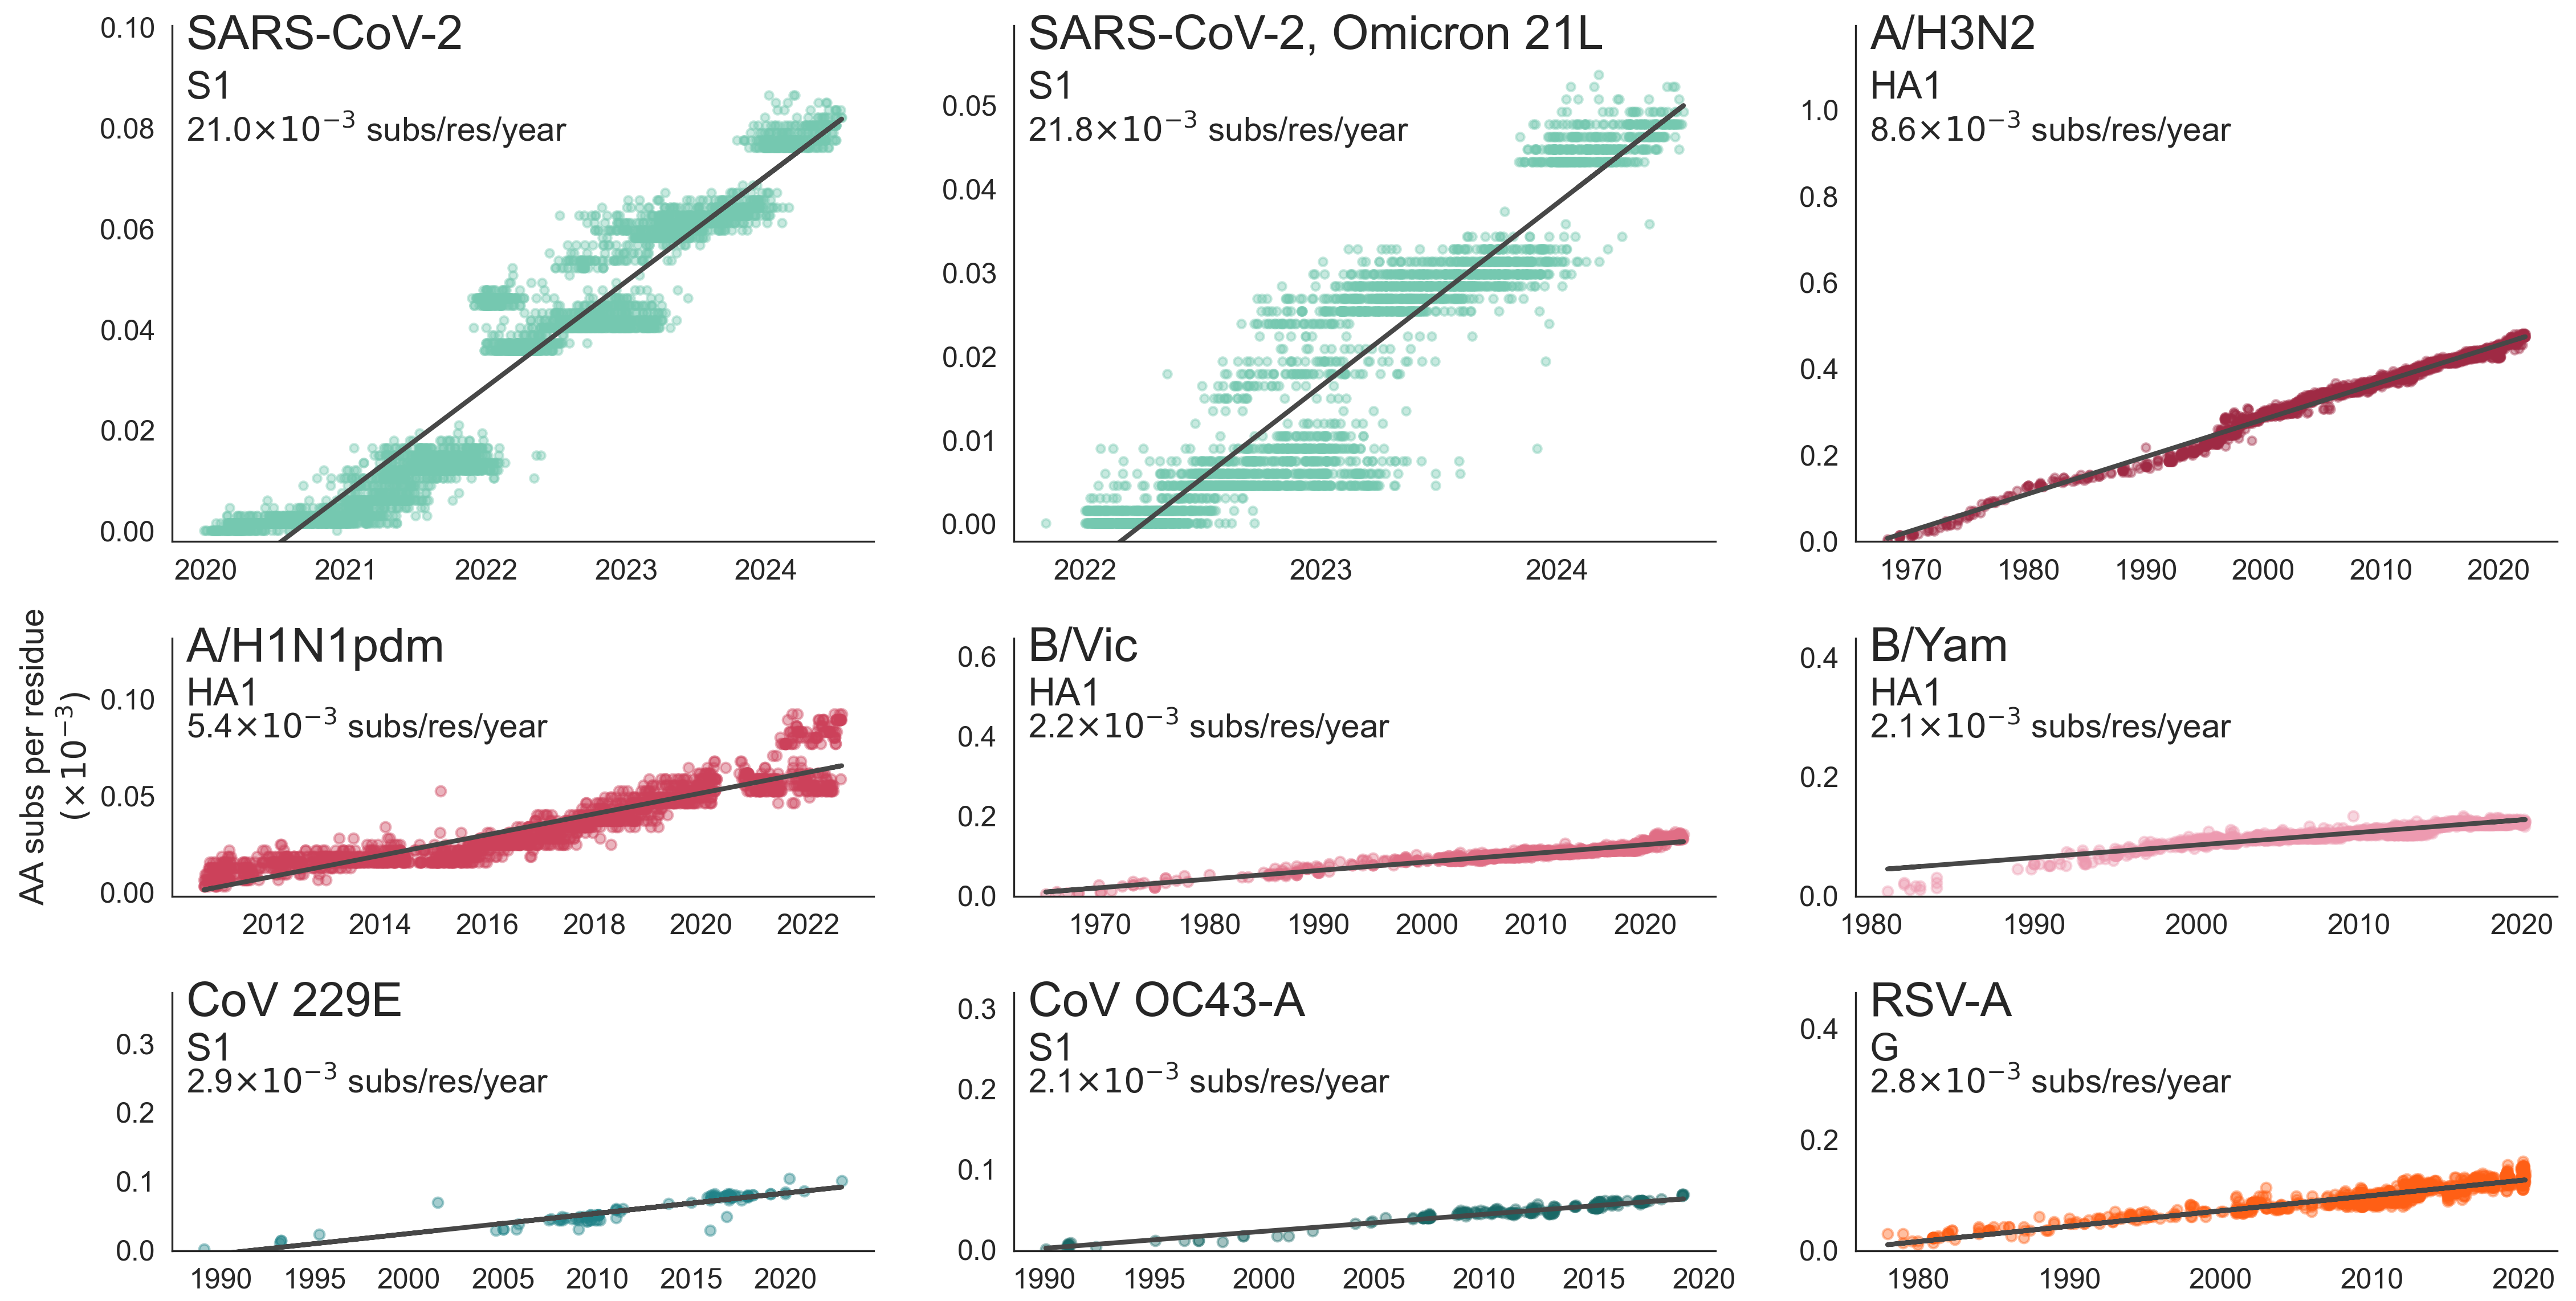 SARS-CoV-2
S1
21.0×10⁻³ subs/res/year
0.10
0.08
0.06
0.04
0.02
0.00
2020 2021 2022 2023 2024
SARS-CoV-2, Omicron 21L
S1
21.8×10⁻³ subs/res/year
0.05
0.04
0.03
0.02
0.01
0.00
2022 2023 2024
A/H3N2
HA1
8.6×10⁻³ subs/res/year
1.0
0.8
0.6
0.4
0.2
0.0
1970 1980 1990 2000 2010 2020
AA subs per residue
(×10⁻³)
A/H1N1pdm
HA1
5.4×10⁻³ subs/res/year
0.10
0.05
0.00
2012 2014 2016 2018 2020 2022
B/Vic
HA1
2.2×10⁻³ subs/res/year
0.6
0.4
0.2
0.0
1970 1980 1990 2000 2010 2020
B/Yam
HA1
2.1×10⁻³ subs/res/year
0.4
0.2
0.0
1980 1990 2000 2010 2020
CoV 229E
S1
2.9×10⁻³ subs/res/year
0.3
0.2
0.1
0.0
1990 1995 2000 2005 2010 2015 2020
CoV OC43-A
S1
2.1×10⁻³ subs/res/year
0.3
0.2
0.1
0.0
1990 1995 2000 2005 2010 2015 2020
RSV-A
G
2.8×10⁻³ subs/res/year
0.4
0.2
0.0
1980 1990 2000 2010 2020